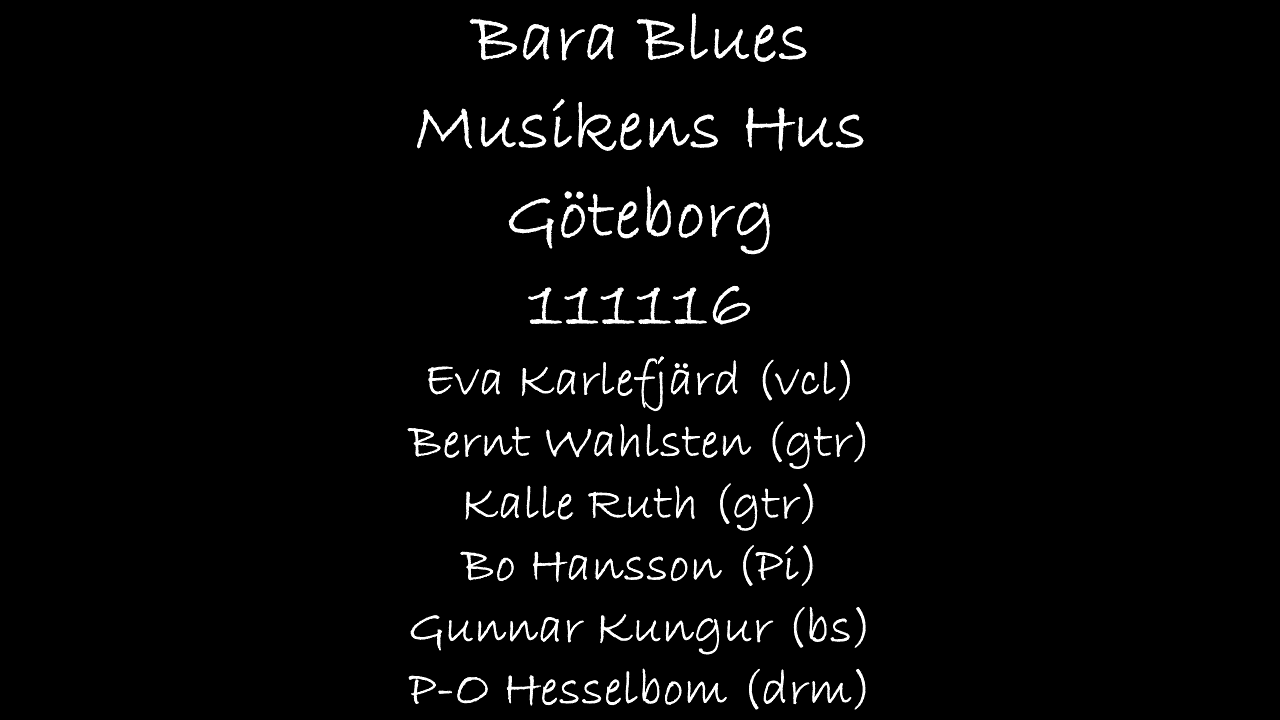 Bara Blues
Musikens Hus
Göteborg
111116
Eva Karlefjärd (vcl)
Bernt Wahlsten (gtr)
Kalle Ruth (gtr)
Bo Hansson (Pi)
Gunnar Kungur (bs)
P-O Hesselbom (drm)